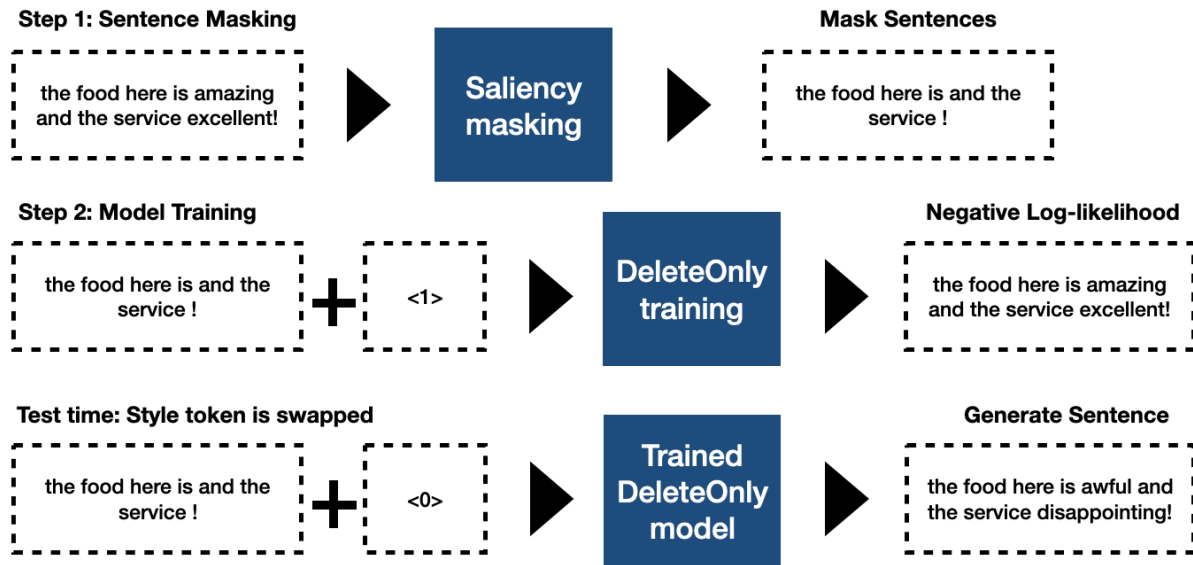 Step 1: Sentence Masking
Mask Sentences
the food here is amazing
and the service excellent!
Saliency
masking
the food here is and the
service !
Step 2: Model Training
Negative Log-likelihood
the food here is and the
service !
+
<1>
DeleteOnly
training
the food here is amazing
and the service excellent!
Test time: Style token is swapped
Generate Sentence
the food here is and the
service !
+
<0>
Trained
DeleteOnly
model
the food here is awful and
the service disappointing!